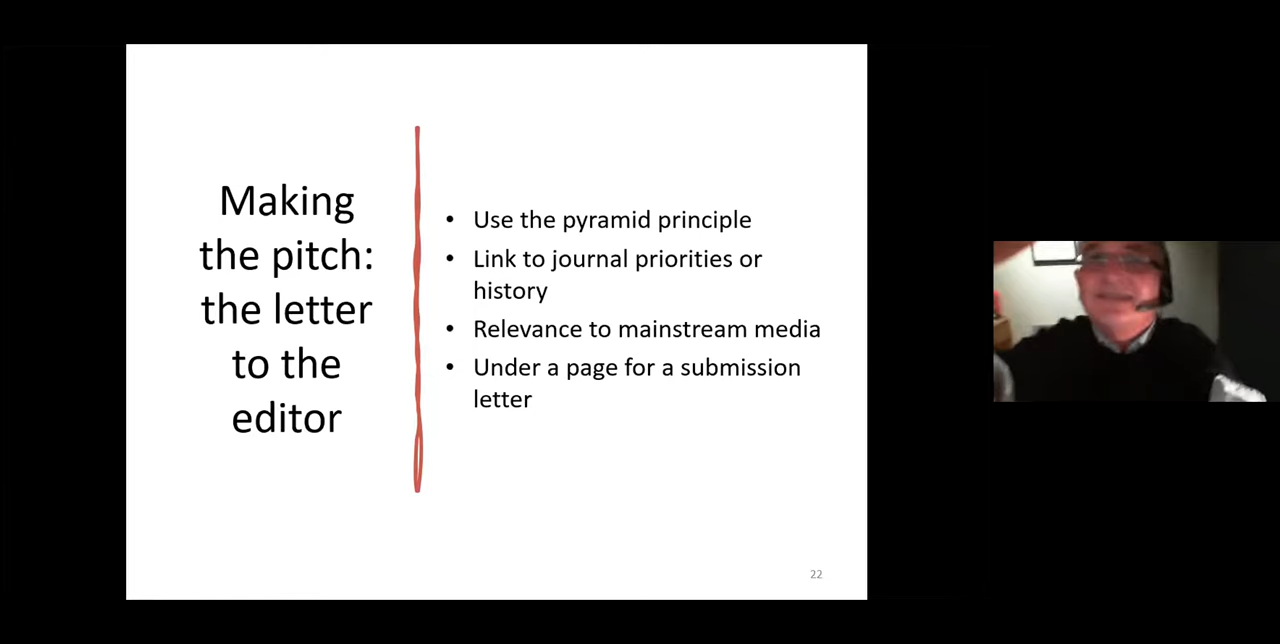 Making
the pitch:
the letter
to the
editor
• Use the pyramid principle
• Link to journal priorities or
history
• Relevance to mainstream media
• Under a page for a submission
letter
22